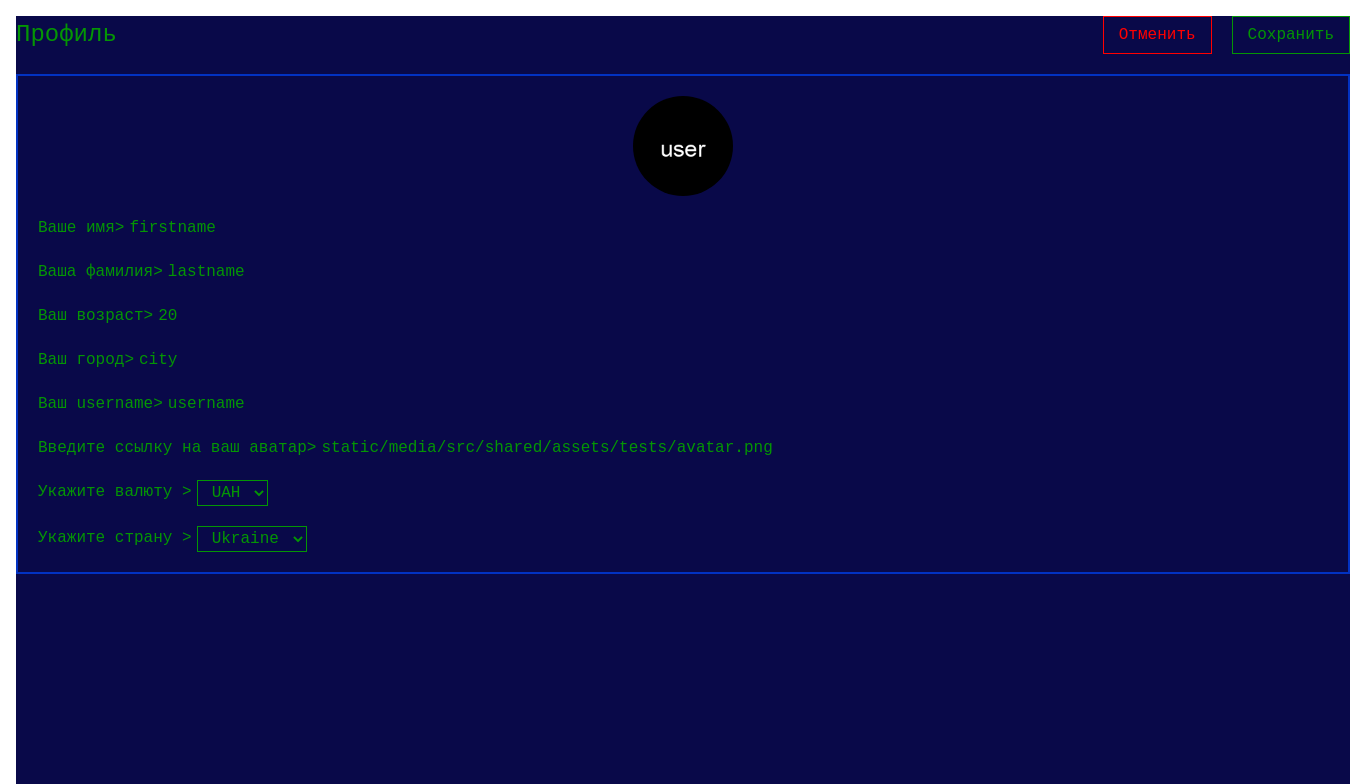 Профиль
Отменить
Сохранить
user
Ваше имя> firstname
Ваша фамилия> lastname
Ваш возраст> 20
Ваш город> city
Ваш username> username
Введите ссылку на ваш аватар> static/media/src/shared/assets/tests/avatar.png
Укажите валюту > UAH
Укажите страну > Ukraine